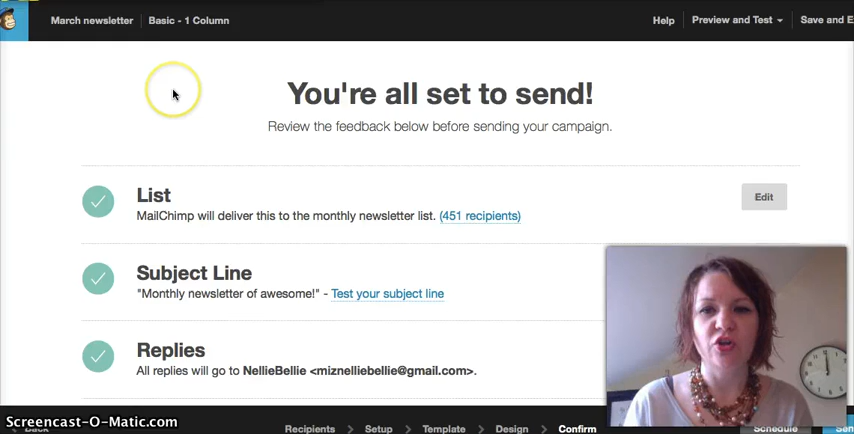 March newsletter | Basic - 1 Column
Help
Preview and Test
Save and E
You're all set to send!
Review the feedback below before sending your campaign.
List
MailChimp will deliver this to the monthly newsletter list. (451 recipients)
Edit
Subject Line
"Monthly newsletter of awesome!" - Test your subject line
Replies
All replies will go to NellieBellie <miznelliebellie@gmail.com>.
Screencast-O-Matic.com
Back
Recipients
Setup
Template
Design
Confirm
Schedule